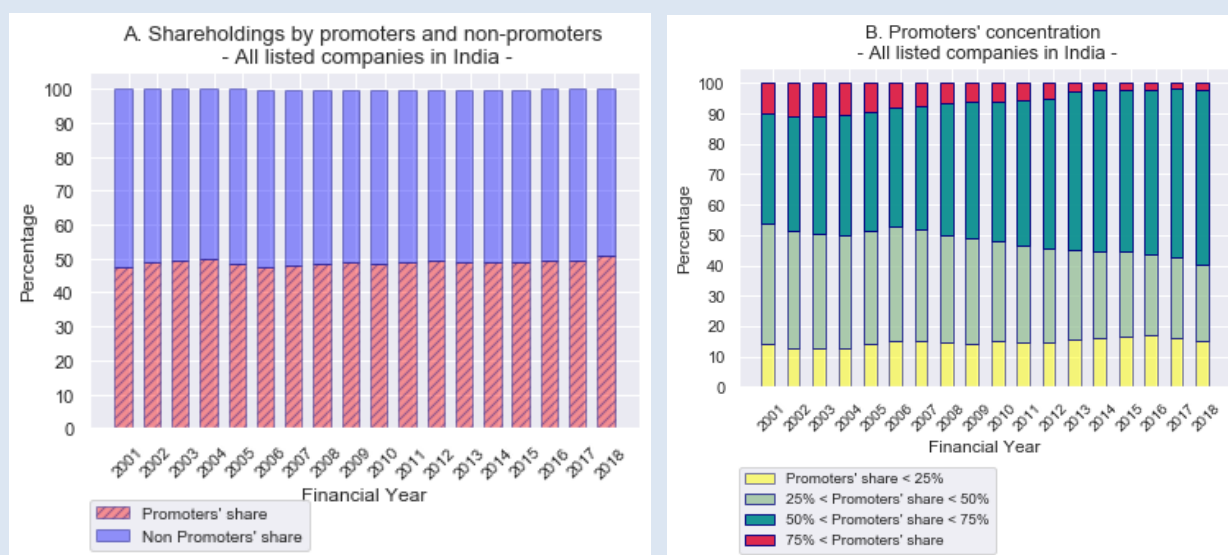 A. Shareholdings by promoters and non-promoters
- All listed companies in India -
Percentage
100
90
80
70
60
50
40
30
20
10
0
2001 2002 2003 2004 2005 2006 2007 2008 2009 2010 2011 2012 2013 2014 2015 2016 2017 2018
Financial Year
Promoters' share
Non Promoters' share
B. Promoters' concentration
- All listed companies in India -
Percentage
100
90
80
70
60
50
40
30
20
10
0
2001 2002 2003 2004 2005 2006 2007 2008 2009 2010 2011 2012 2013 2014 2015 2016 2017 2018
Financial Year
Promoters' share < 25%
25% < Promoters' share < 50%
50% < Promoters' share < 75%
75% < Promoters' share